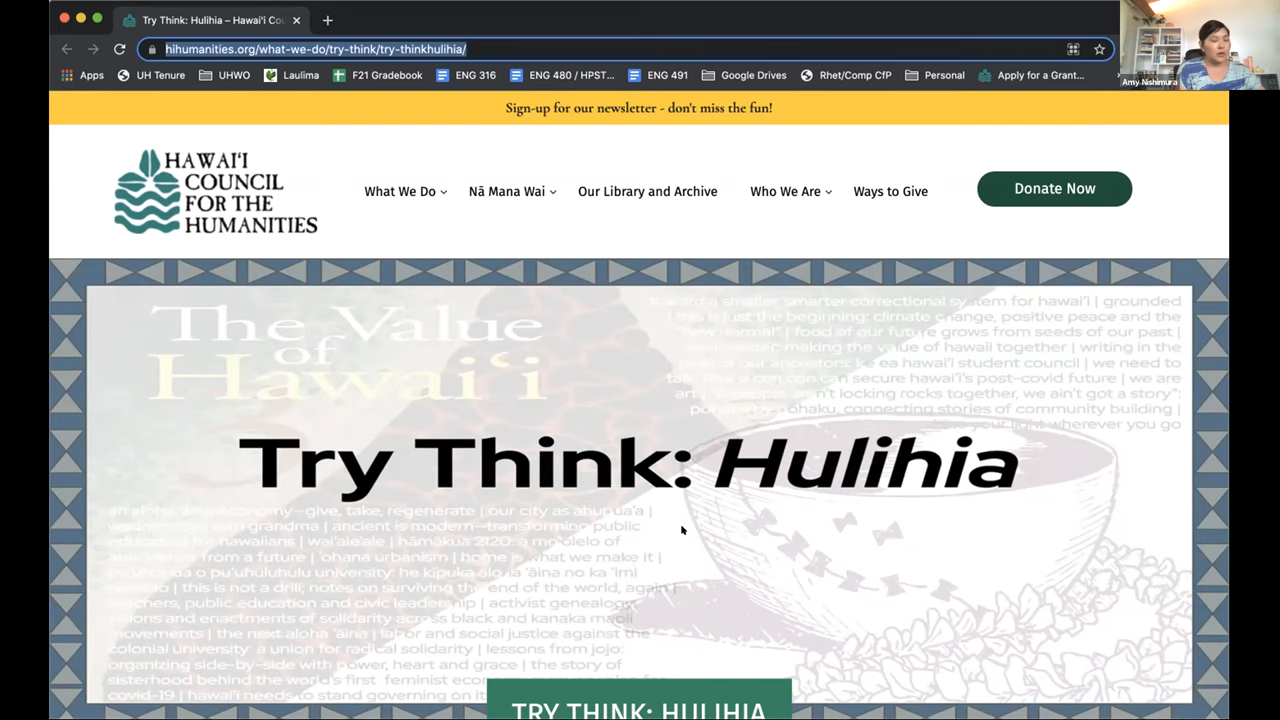 Try Think: Hulihia – Hawaiʻi Cou
hihumanities.org/what-we-do/try-think/try-thinkhulihia/
Apps
UH Tenure
UHWO
Laulima
F21 Gradebook
ENG 316
ENG 480 / HPST...
ENG 491
Google Drives
Rhet/Comp CfP
Personal
Apply for a Grant...
Amy Nishimura
Sign-up for our newsletter - don't miss the fun!
HAWAIʻI
COUNCIL
FOR THE
HUMANITIES
What We Do
Nā Mana Wai
Our Library and Archive
Who We Are
Ways to Give
Donate Now
The Value
of
Hawaiʻi
toward a smaller smarter correctional system for hawaiʻi | grounded
| this is just the beginning: climate change, positive peace and the
"new normal" | food of our future grows from seeds of our past |
making the value of hawaii together | writing in the
of our ancestors: ke ea hawaiʻi student council | we need to
can secure hawaiʻi's post-covid future | we are
art | aren't locking rocks together, we ain't got a story":
pōhaku, connecting stories of community building |
your light wherever you go
Try Think: Hulihia
an aloha ʻāina economy—give, take, regenerate | our city as ahupuaʻa |
wednesdays with grandma | ancient is modern—transforming public
education for hawaiians | waiʻaleʻale | hāmākua 2120: a moʻolelo of
from a future | ʻohana urbanism | home is what we make it |
o puʻuhuluhulu university: he kīpuka aloha ʻāina no ka ʻimi
| this is not a drill: notes on surviving the end of the world, again |
teachers, public education and civic leadership | activist genealogy:
visions and enactments of solidarity across black and kanaka maoli
movements | the next aloha ʻāina | labor and social justice against the
colonial university: a union for radical solidarity | lessons from jojo:
organizing side-by-side with power, heart and grace | the story of
sisterhood behind the world's first feminist
covid-19 | hawaiʻi needs to stand governing on it
TRY THINK: HULIHIA